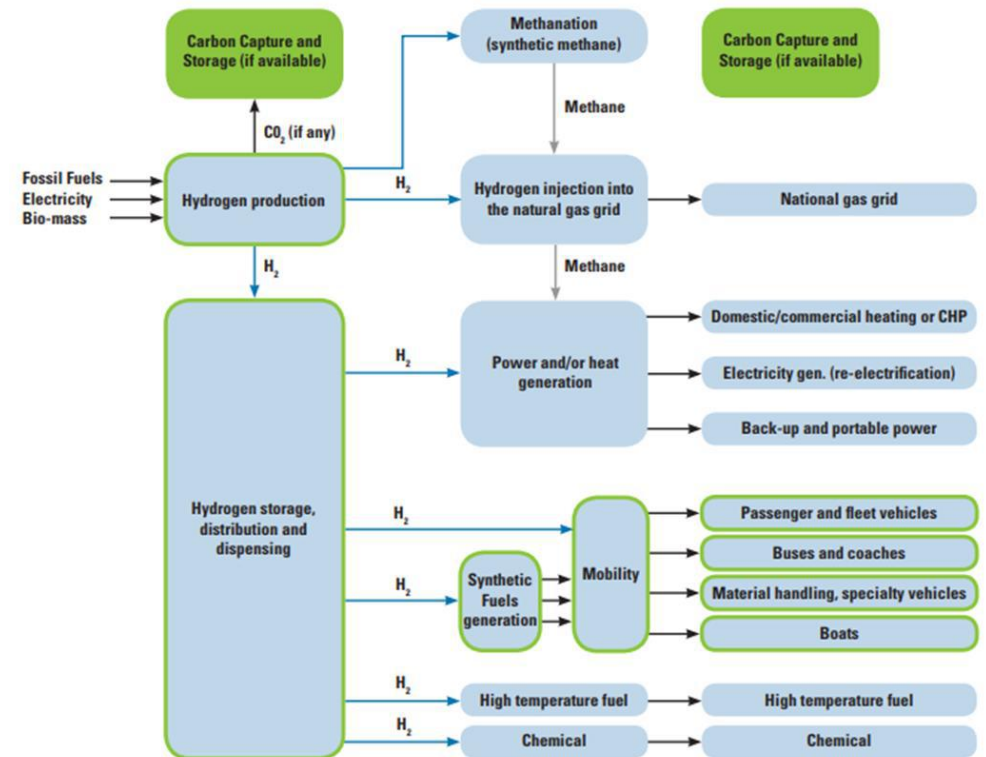 Carbon Capture and
Storage (if available)
Methanation
(synthetic methane)
Carbon Capture and
Storage (if available)
Methane
CO₂ (if any)
Fossil Fuels
Electricity
Bio-mass
Hydrogen production
H₂
Hydrogen injection into
the natural gas grid
National gas grid
H₂
Methane
Hydrogen storage,
distribution and
dispensing
H₂
Power and/or heat
generation
Domestic/commercial heating or CHP
Electricity gen. (re-electrification)
Back-up and portable power
H₂
H₂
Synthetic
Fuels
generation
Mobility
Passenger and fleet vehicles
Buses and coaches
Material handling, specialty vehicles
Boats
H₂
High temperature fuel
High temperature fuel
H₂
Chemical
Chemical